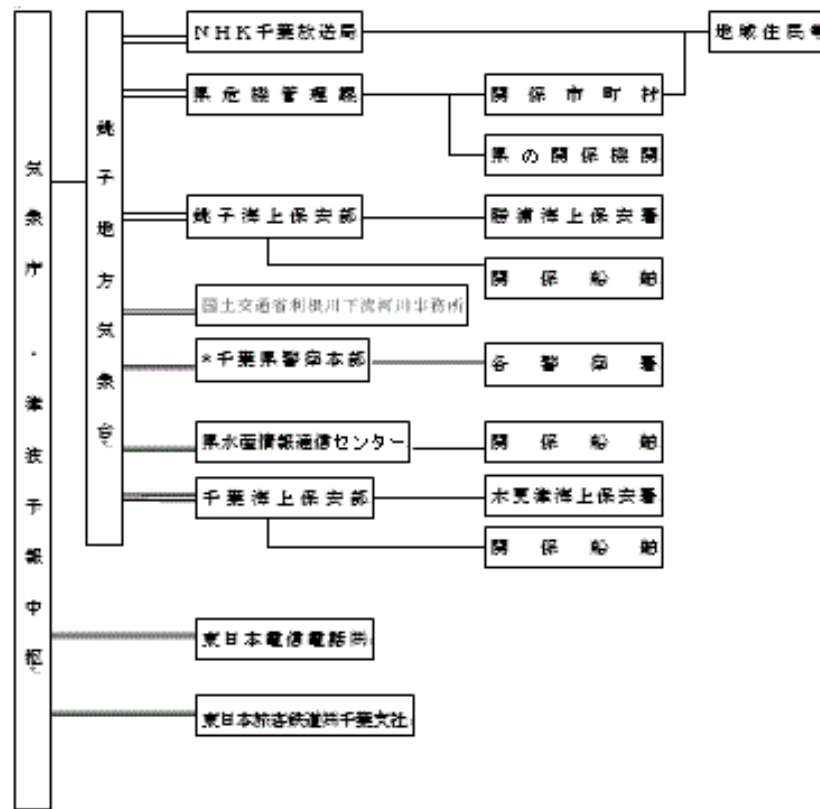 気象庁・津波予報中枢
銚子地方気象台
NHK千葉放送局
地域住民等
県危機管理課
関係市町村
県の関係機関
銚子海上保安部
勝浦海上保安署
関係船舶
国土交通省利根川下流河川事務所
*千葉県警察本部
各警察署
県水産情報通信センター
関係船舶
千葉海上保安部
木更津海上保安署
関係船舶
東日本電信電話㈱
東日本旅客鉄道㈱千葉支社